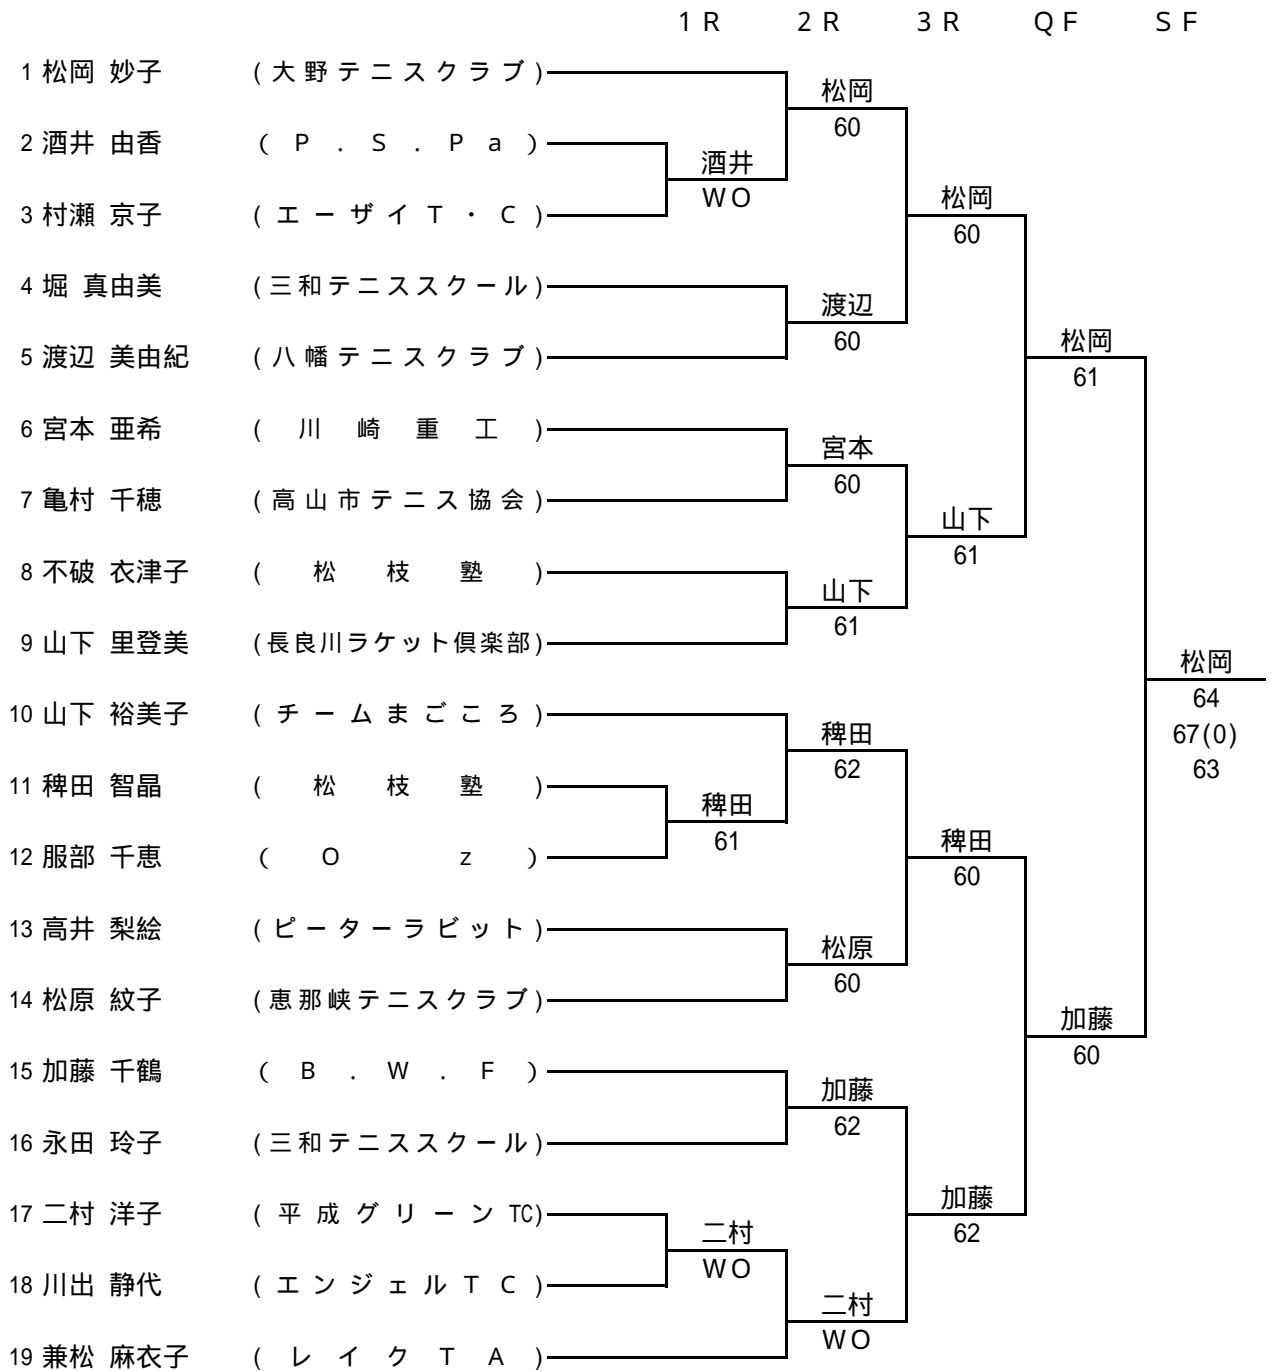 1R 2R 3R QF SF
1 松岡 妙子 (大野テニスクラブ)
松岡
60
2 酒井 由香 (P.S.Pa)
酒井
WO
3 村瀬 京子 (エーザイT・C)
松岡
60
4 堀 真由美 (三和テニススクール)
渡辺
60
5 渡辺 美由紀 (八幡テニスクラブ)
松岡
61
6 宮本 亜希 (川崎重工)
宮本
60
7 亀村 千穂 (高山市テニス協会)
山下
61
8 不破 衣津子 (松枝塾)
山下
61
9 山下 里登美 (長良川ラケット倶楽部)
松岡
64
67(0)
63
10 山下 裕美子 (チームまごころ)
稗田
62
11 稗田 智晶 (松枝塾)
稗田
61
12 服部 千恵 (Oz)
稗田
60
13 高井 梨絵 (ピーターラビット)
松原
60
14 松原 紋子 (恵那峡テニスクラブ)
加藤
60
15 加藤 千鶴 (B.W.F)
加藤
62
16 永田 玲子 (三和テニススクール)
加藤
62
17 二村 洋子 (平成グリーンTC)
二村
WO
18 川出 静代 (エンジェルTC)
二村
WO
19 兼松 麻衣子 (レイクTA)